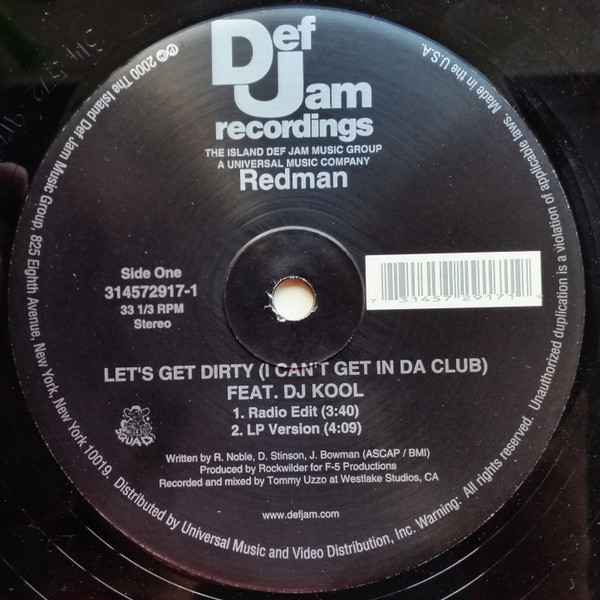 Def
Jam
recordings
THE ISLAND DEF JAM MUSIC GROUP
A UNIVERSAL MUSIC COMPANY
Redman
Side One
314572917-1
33 1/3 RPM
Stereo
7 31457 29171
LET'S GET DIRTY (I CAN'T GET IN DA CLUB)
FEAT. DJ KOOL
1. Radio Edit (3:40)
2. LP Version (4:09)
SQUAD
Written by R. Noble, D. Stinson, J. Bowman (ASCAP / BMI)
Produced by Rockwilder for F-5 Productions
Recorded and mixed by Tommy Uzzo at Westlake Studios, CA
www.defjam.com
℗© 2000 The Island Def Jam Music Group, 825 Eighth Avenue, New York, New York 10019. Distributed by Universal Music and Video Distribution, Inc. Warning: All rights reserved. Unauthorized duplication is a violation of applicable laws. Made in the U.S.A.